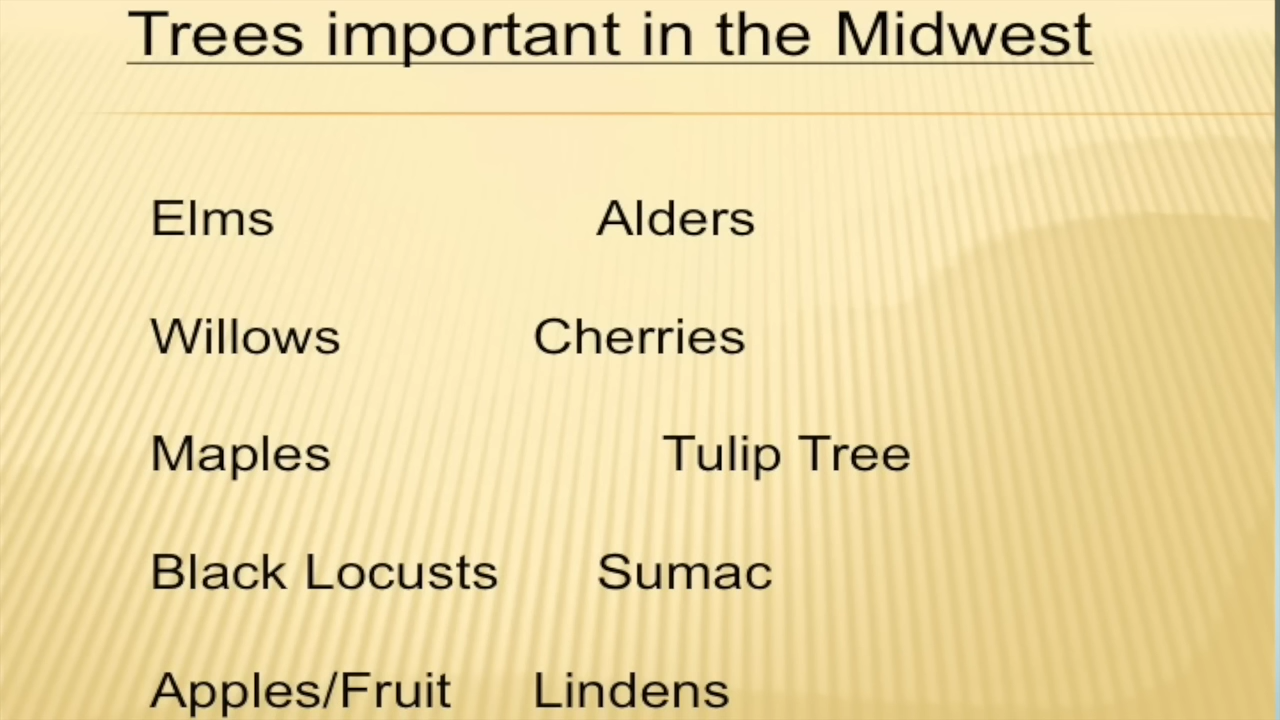 Trees important in the Midwest
Elms Alders
Willows Cherries
Maples Tulip Tree
Black Locusts Sumac
Apples/Fruit Lindens